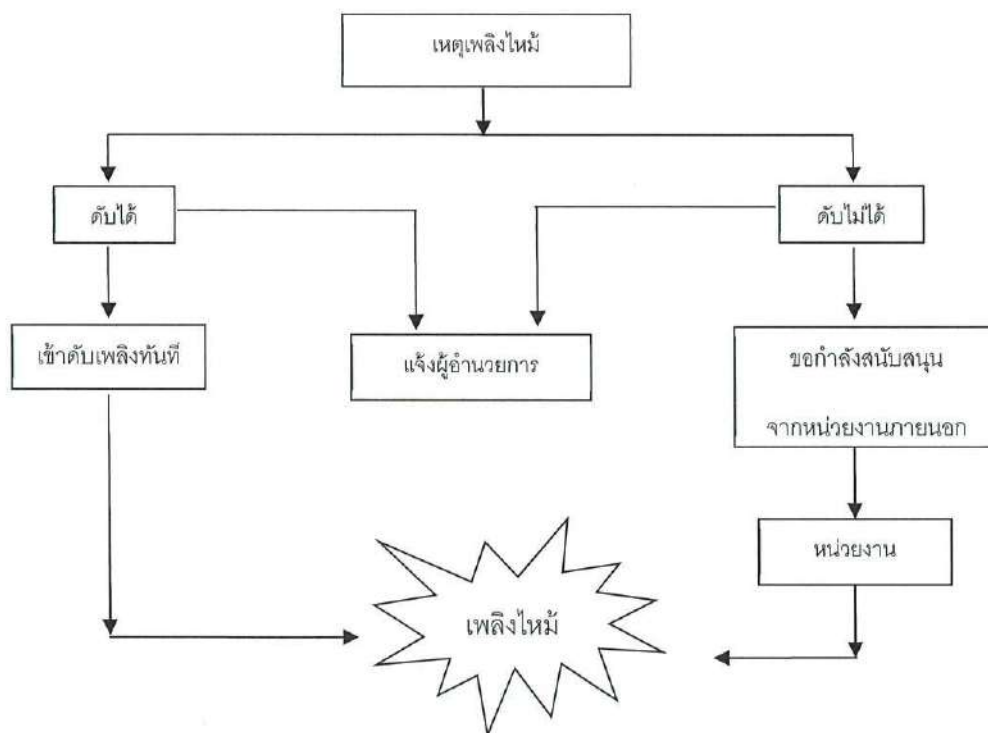 เหตุเพลิงไหม้
ดับได้
ดับไม่ได้
เข้าดับเพลิงทันที
แจ้งผู้อำนวยการ
ขอกำลังสนับสนุน
จากหน่วยงานภายนอก
หน่วยงาน
เพลิงไหม้